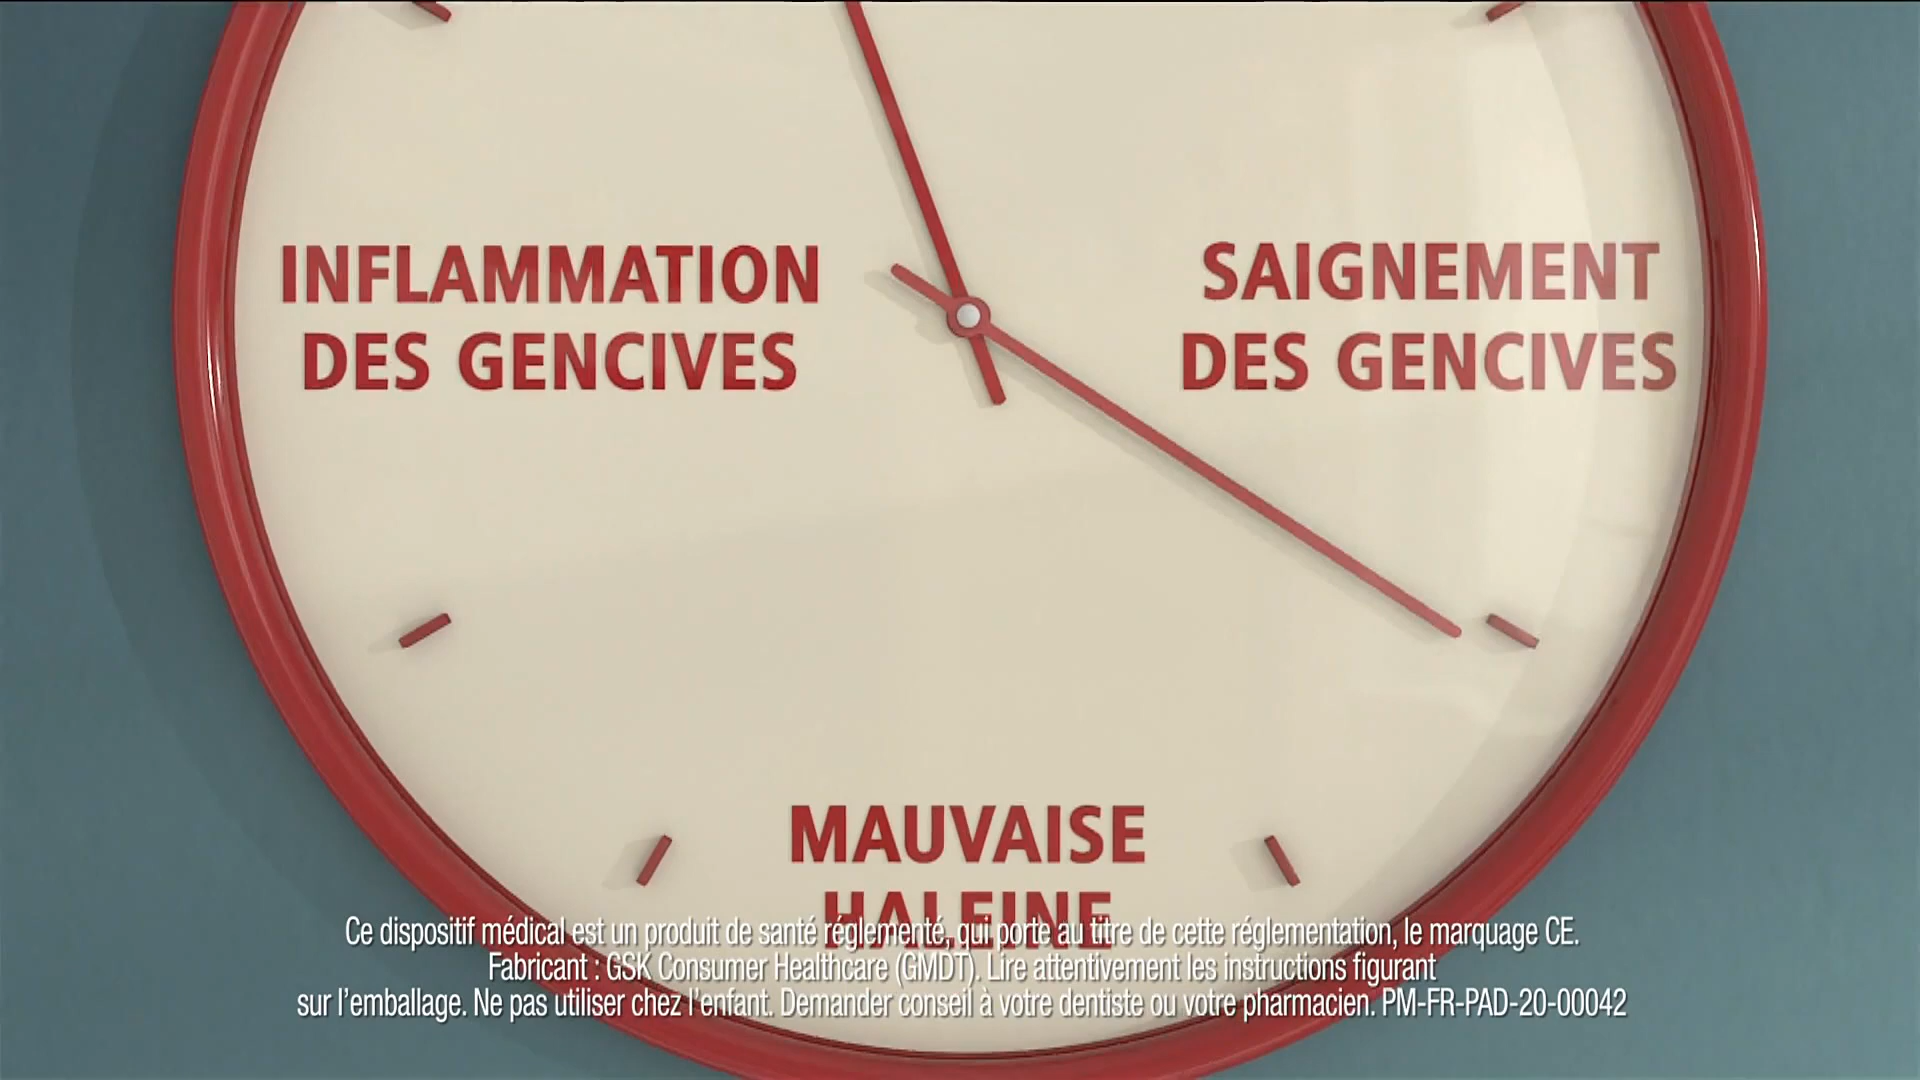 INFLAMMATION
DES GENCIVES
SAIGNEMENT
DES GENCIVES
MAUVAISE
HALEINE
Ce dispositif médical est un produit de santé réglementé, qui porte au titre de cette réglementation, le marquage CE.
Fabricant : GSK Consumer Healthcare (GMDT). Lire attentivement les instructions figurant
sur l'emballage. Ne pas utiliser chez l'enfant. Demander conseil à votre dentiste ou votre pharmacien. PM-FR-PAD-20-00042